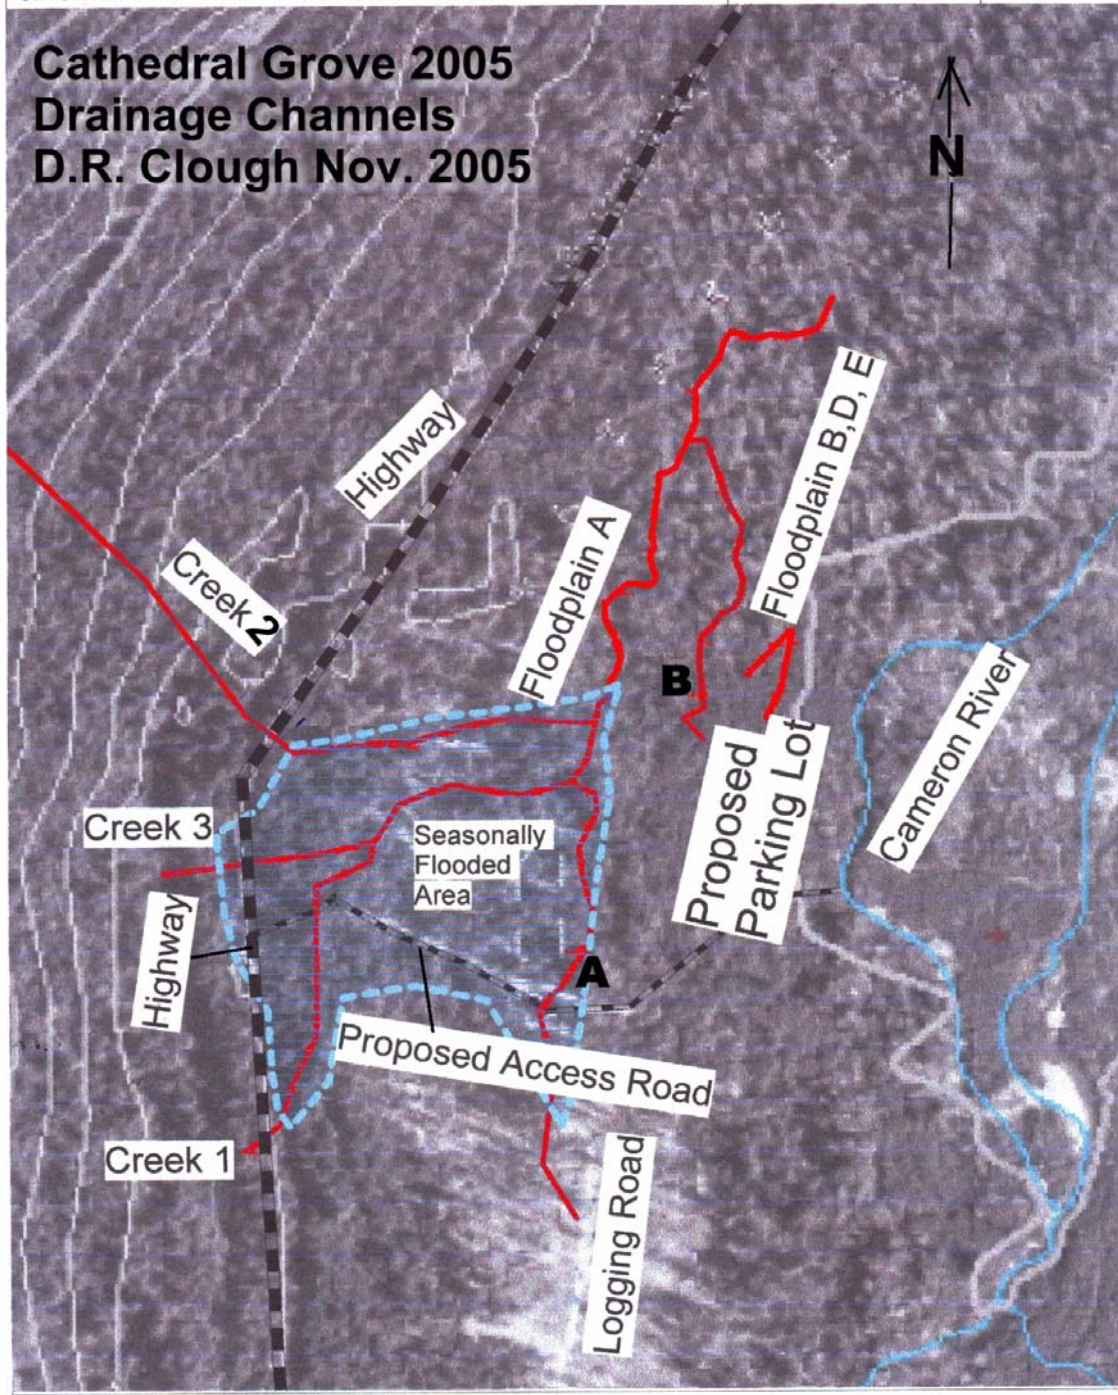 Cathedral Grove 2005
Drainage Channels
D.R. Clough Nov. 2005
N
Highway
Floodplain B,D, E
Floodplain A
Creek 2
B
Cameron River
Proposed
Parking Lot
Creek 3
Seasonally
Flooded
Area
Highway
A
Proposed Access Road
Creek 1
Logging Road